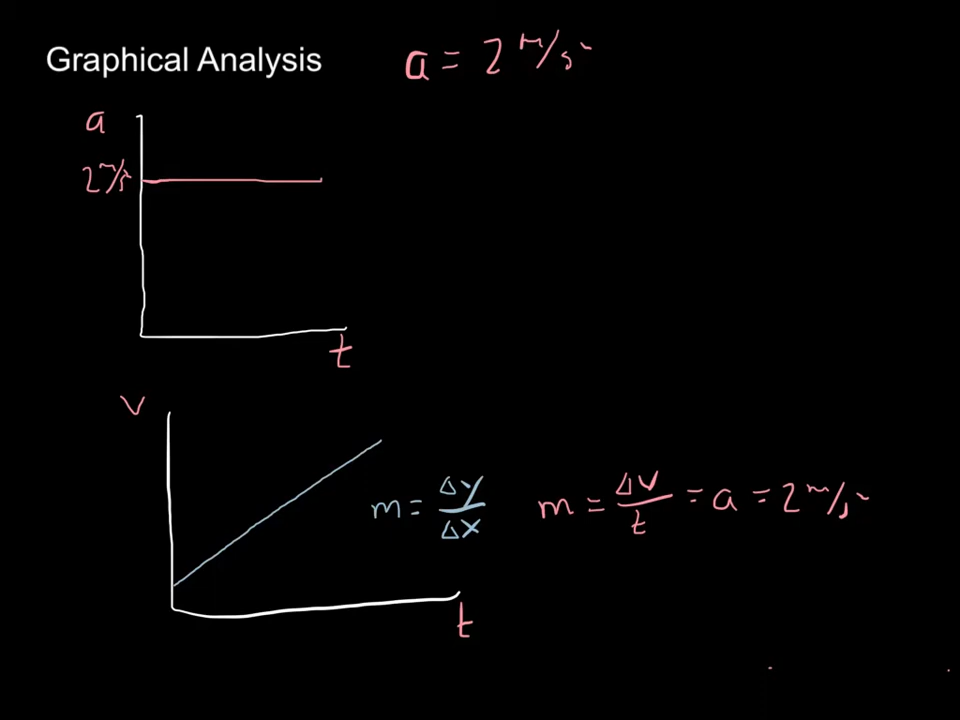 Graphical Analysis
a = 2 m/s²
a
2 m/s²
t
v
m = Δy/Δx
m = Δv/t = a = 2 m/s²
t